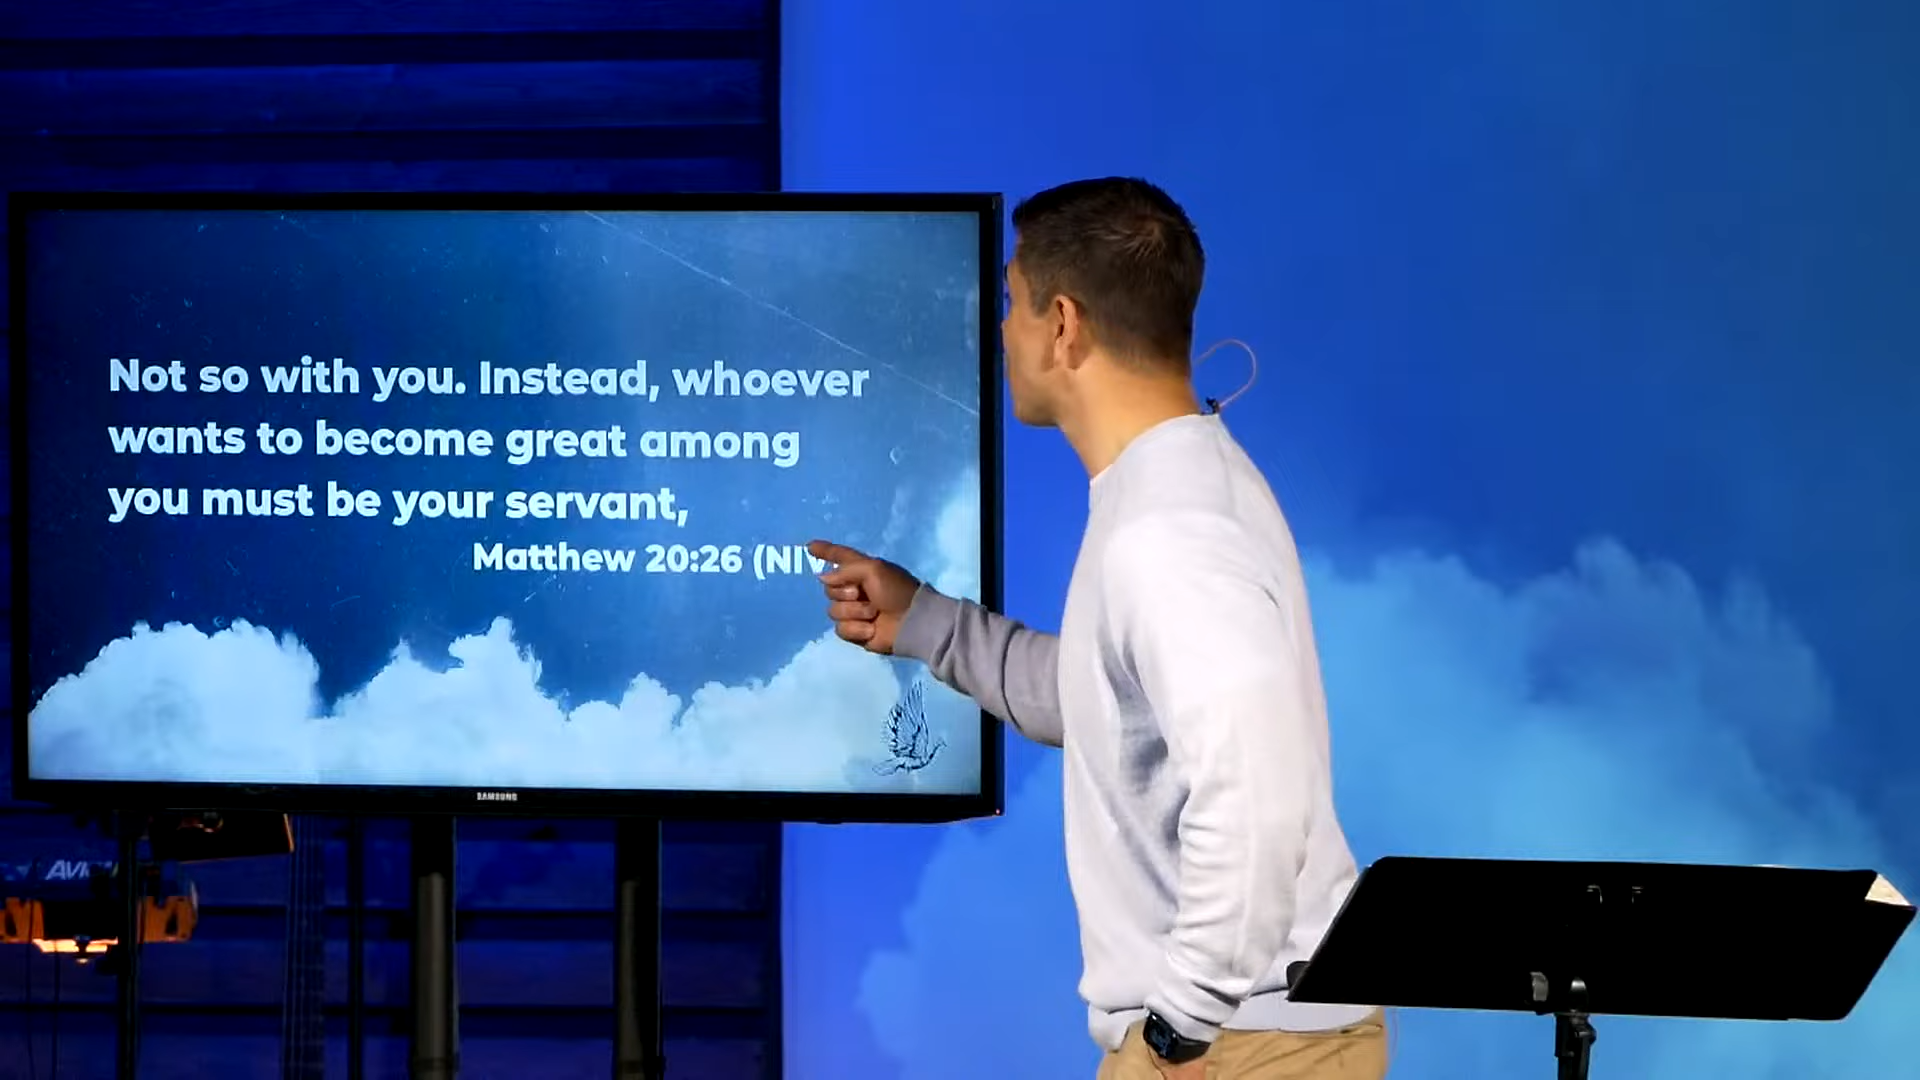 Not so with you. Instead, whoever
wants to become great among
you must be your servant,
Matthew 20:26 (NIV
SAMSUNG